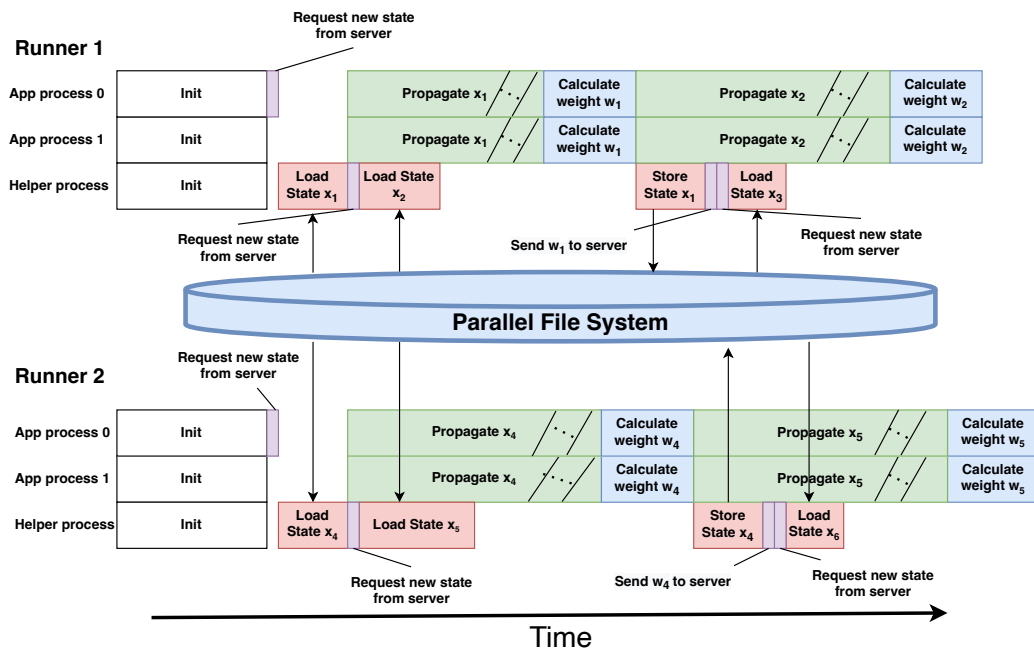 Request new state
from server
Runner 1
App process 0
Init
Propagate x1
. . .
Calculate
weight w1
Propagate x2
. . .
Calculate
weight w2
App process 1
Init
Propagate x1
. . .
Calculate
weight w1
Propagate x2
. . .
Calculate
weight w2
Helper process
Init
Load
State x1
Load State
x2
Store
State x1
Load
State x3
Request new state
from server
Send w1 to server
Request new state
from server
Parallel File System
Request new state
from server
Runner 2
App process 0
Init
Propagate x4
. . .
Calculate
weight w4
Propagate x5
. . .
Calculate
weight w5
App process 1
Init
Propagate x4
. . .
Calculate
weight w4
Propagate x5
. . .
Calculate
weight w5
Helper process
Init
Load
State x4
Load State x5
Store
State x4
Load
State x6
Request new state
from server
Send w4 to server
Request new state
from server
Time